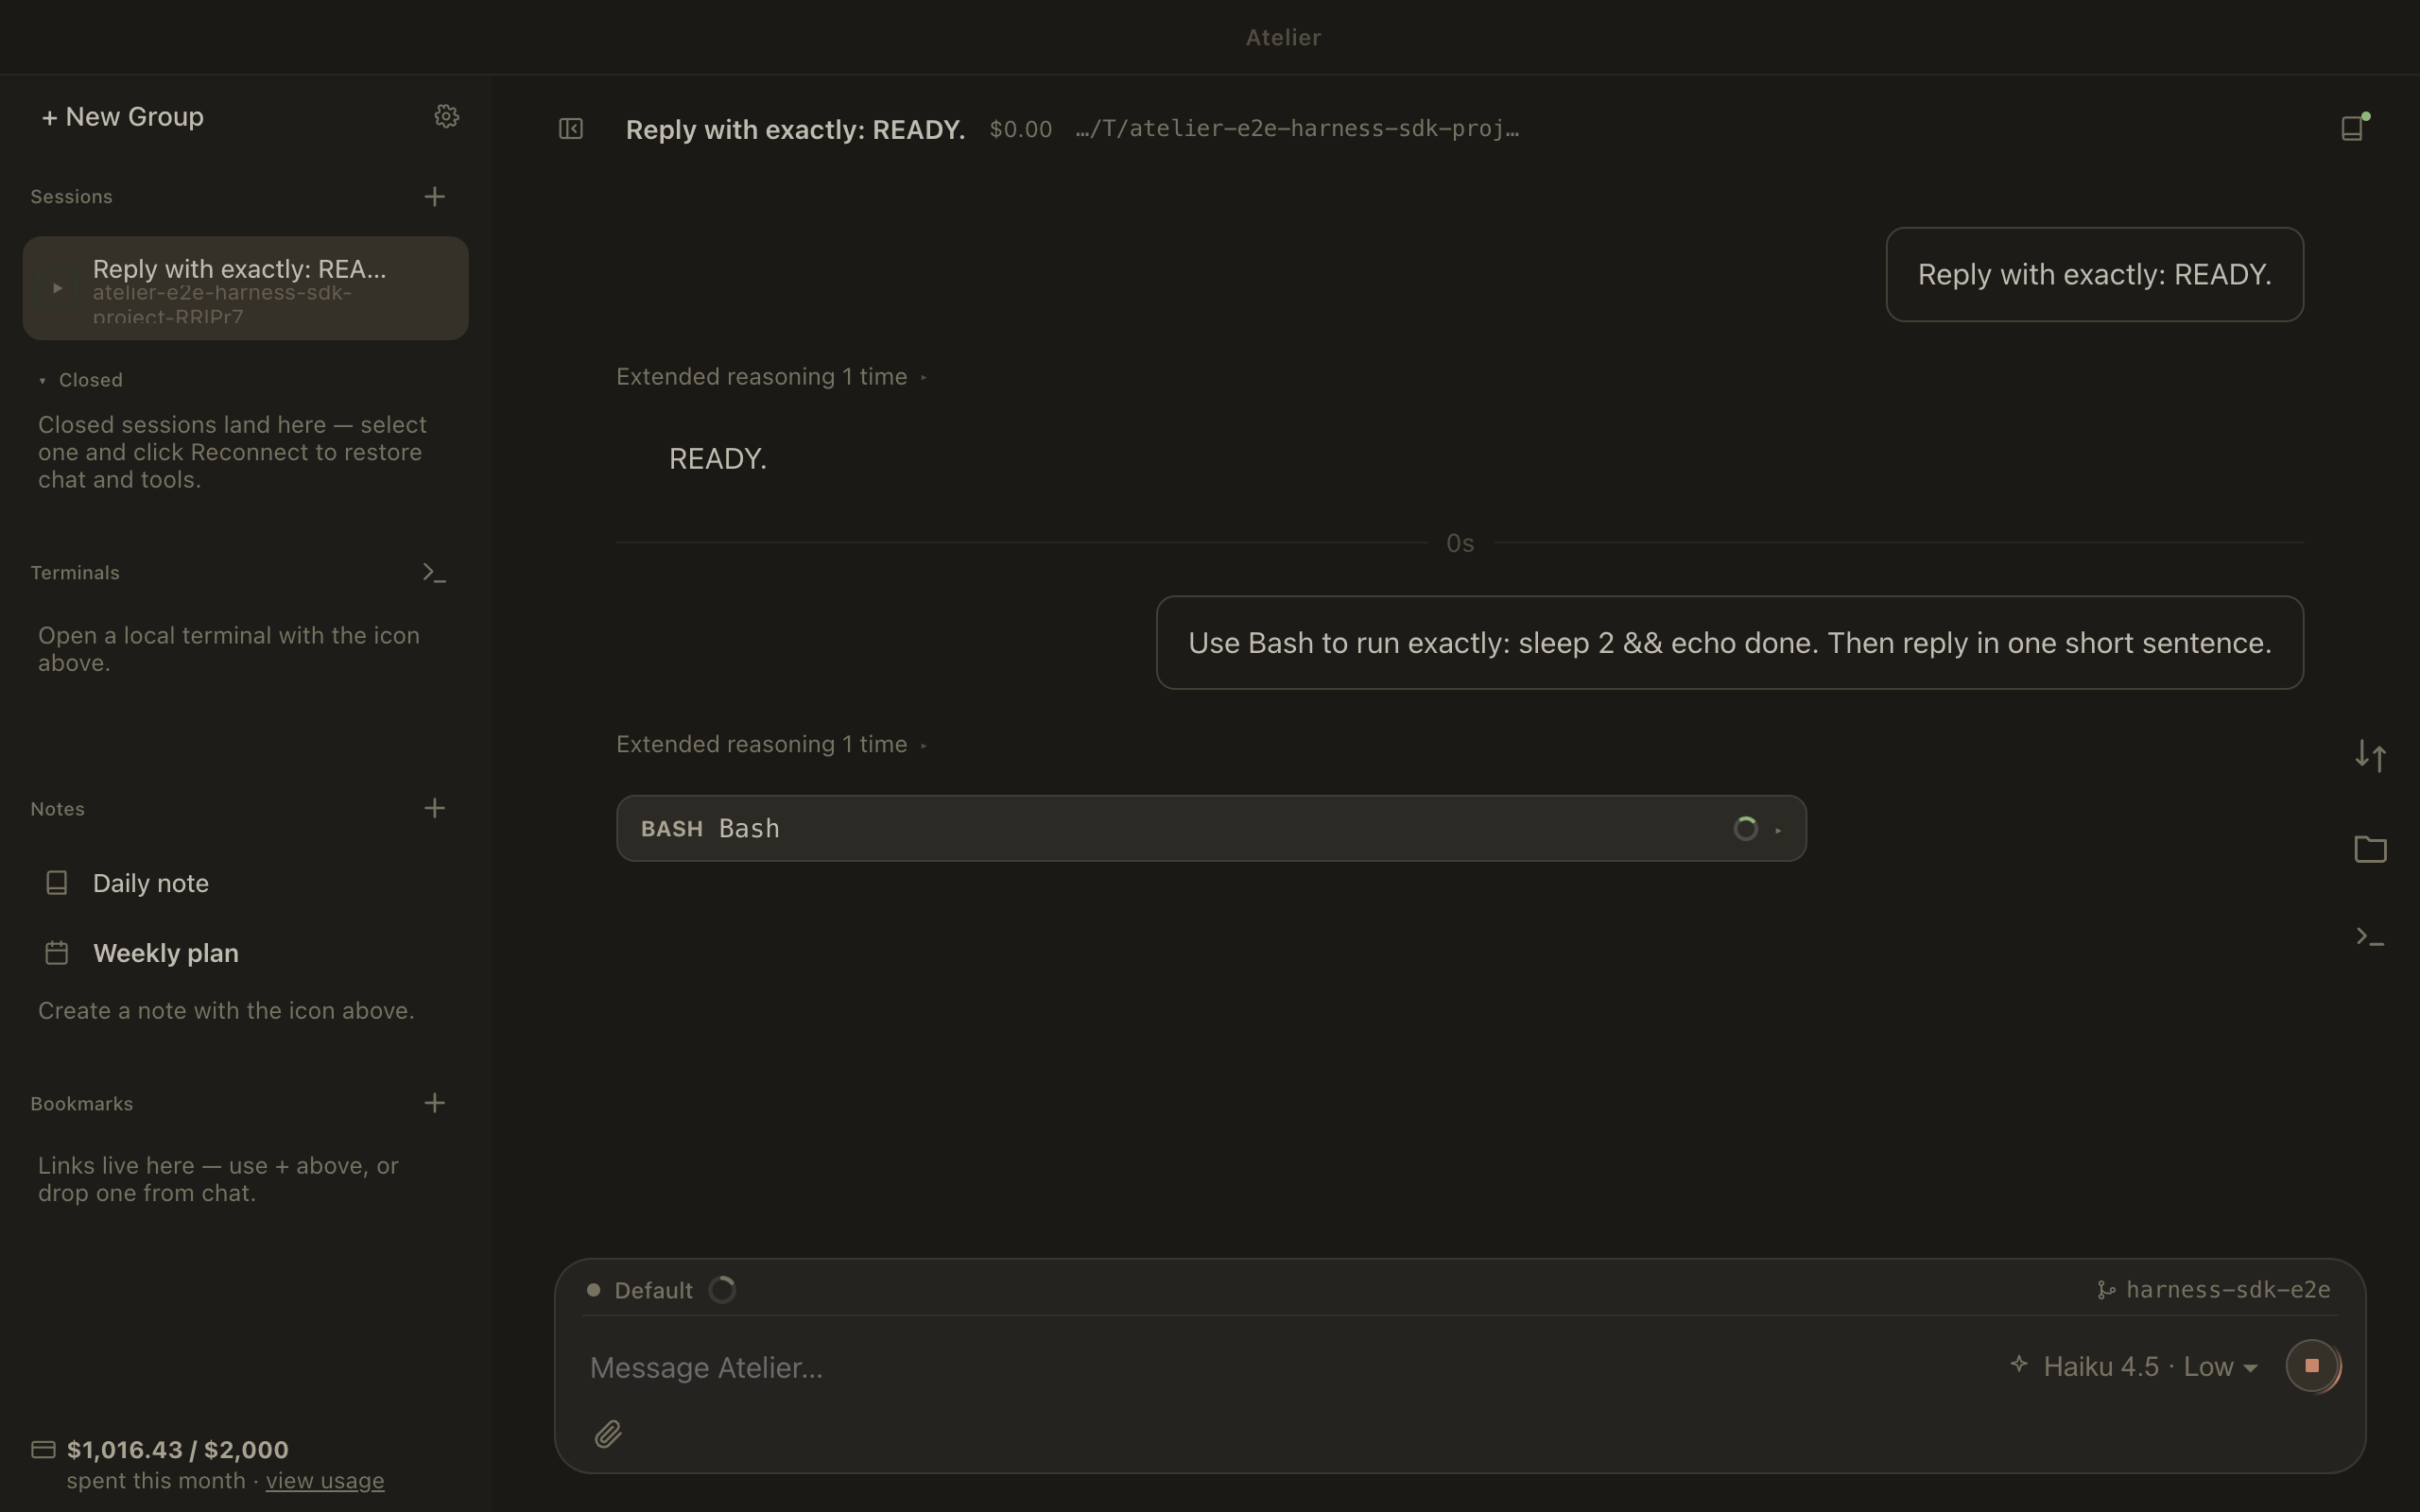 Atelier
+ New Group
Sessions
Reply with exactly: REA...
atelier-e2e-harness-sdk-
project-RRIPr7
Closed
Closed sessions land here — select
one and click Reconnect to restore
chat and tools.
Terminals
Open a local terminal with the icon
above.
Notes
Daily note
Weekly plan
Create a note with the icon above.
Bookmarks
Links live here — use + above, or
drop one from chat.
$1,016.43 / $2,000
spent this month · view usage
Reply with exactly: READY. $0.00 …/T/atelier-e2e-harness-sdk-proj…
Reply with exactly: READY.
Extended reasoning 1 time
READY.
0s
Use Bash to run exactly: sleep 2 && echo done. Then reply in one short sentence.
Extended reasoning 1 time
BASH Bash
Default
harness-sdk-e2e
Message Atelier...
Haiku 4.5 · Low